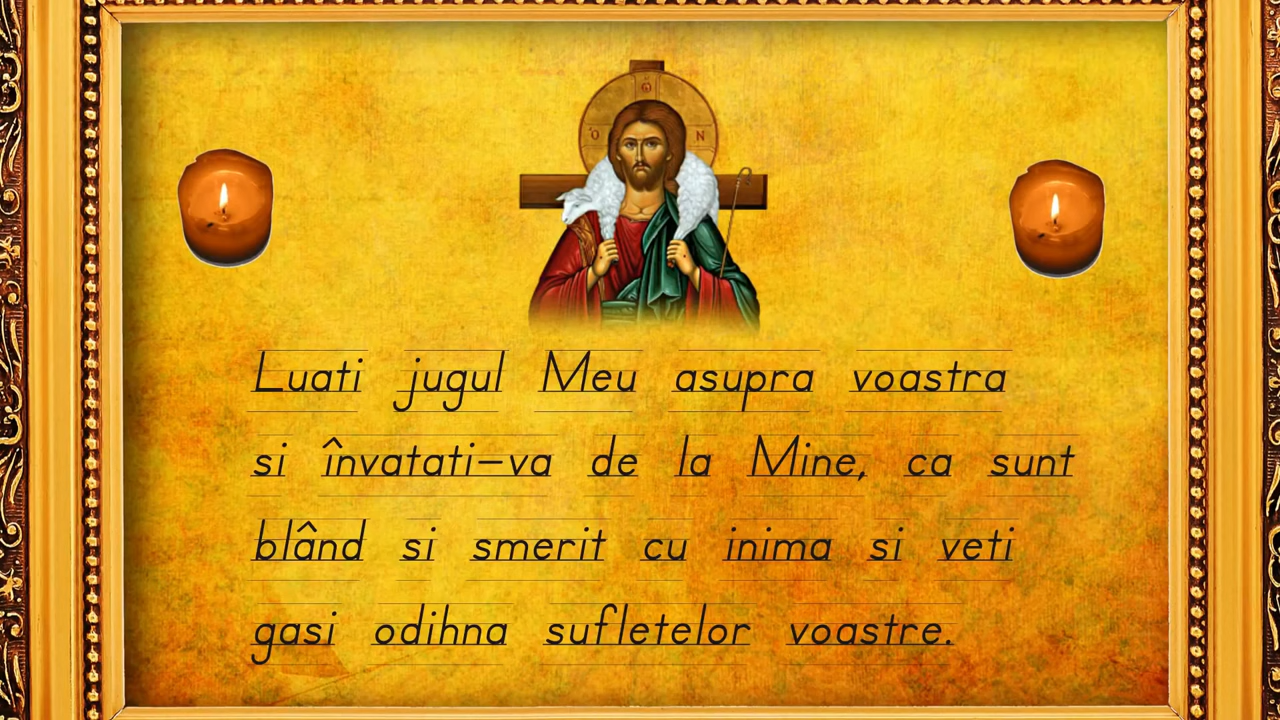 Ο Ω Ν
Luati jugul Meu asupra voastra
si învatati-va de la Mine, ca sunt
blând si smerit cu inima si veti
gasi odihna sufletelor voastre.